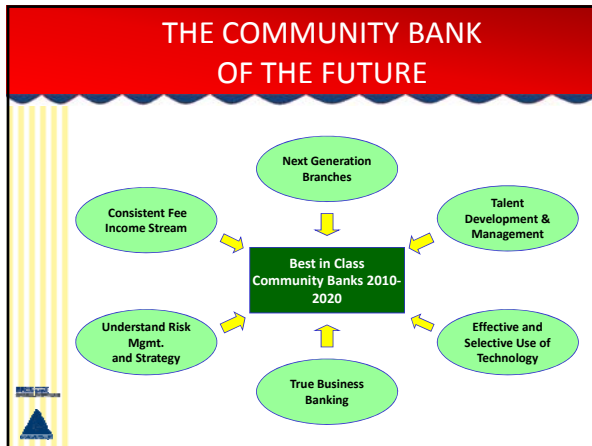 THE COMMUNITY BANK
OF THE FUTURE
Next Generation
Branches
Consistent Fee
Income Stream
Talent
Development &
Management
Best in Class
Community Banks 2010-
2020
Understand Risk
Mgmt.
and Strategy
Effective and
Selective Use of
Technology
True Business
Banking